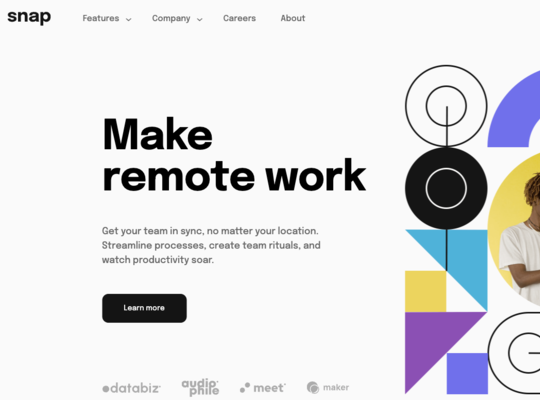 snap Features Company Careers About
Make
remote work
Get your team in sync, no matter your location.
Streamline processes, create team rituals, and
watch productivity soar.
Learn more
databiz audiophile meet maker